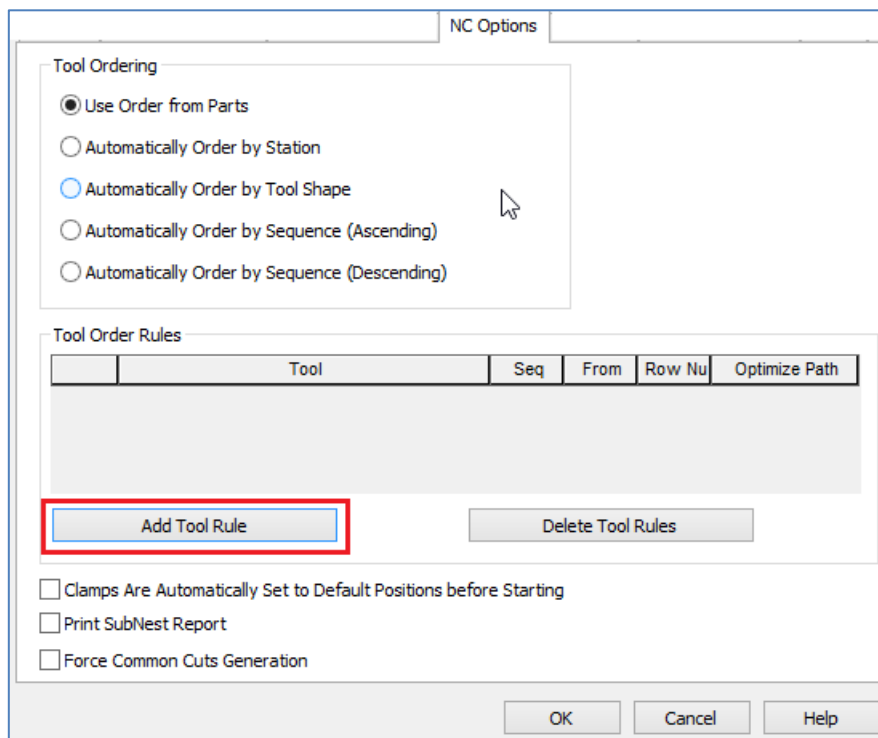 NC Options
Tool Ordering
Use Order from Parts
Automatically Order by Station
Automatically Order by Tool Shape
Automatically Order by Sequence (Ascending)
Automatically Order by Sequence (Descending)
Tool Order Rules
Tool Seq From Row Nu Optimize Path
Add Tool Rule Delete Tool Rules
Clamps Are Automatically Set to Default Positions before Starting
Print SubNest Report
Force Common Cuts Generation
OK Cancel Help